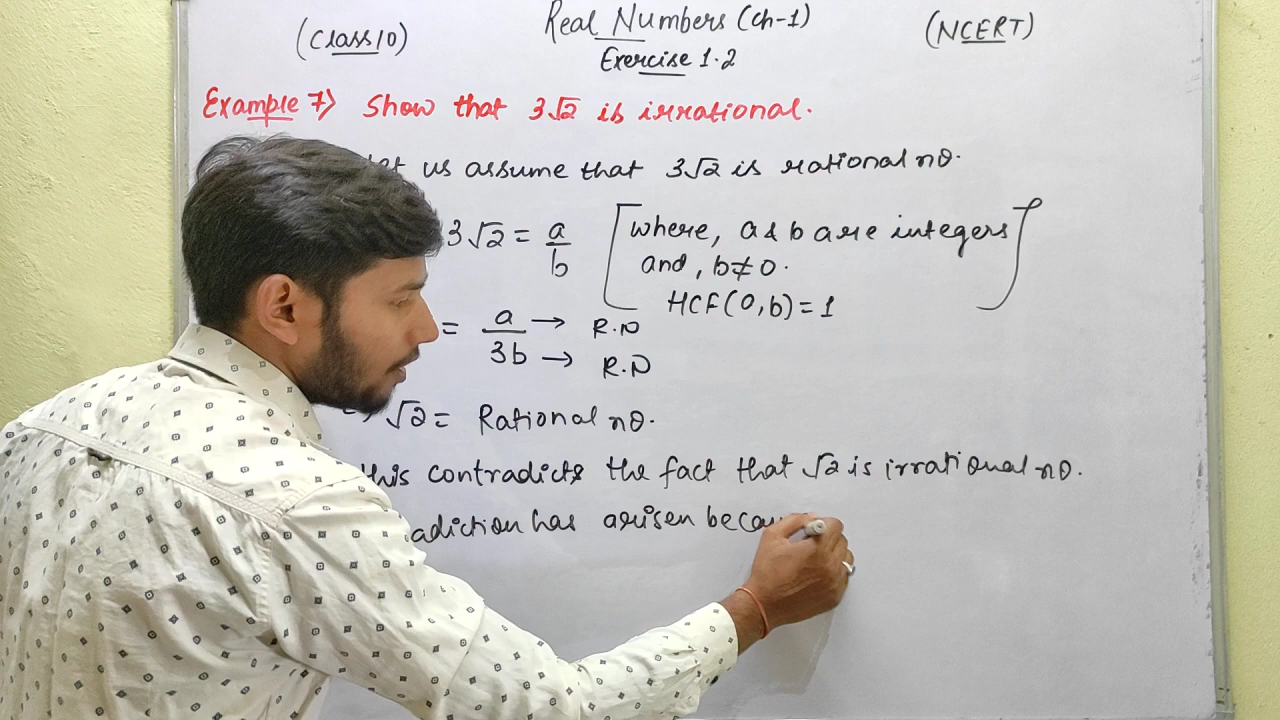 (Class 10)
Real Numbers (Ch-1)
(NCERT)
Exercise 1.2
Example 7) Show that 3√2 is irrational.
us assume that 3√2 is rational no.
3√2 = a/b
[where, a & b are integers
and, b≠0.
HCF(0,b) = 1]
= a/3b → R.N
→ R.N
√2 = Rational no.
this contradicts the fact that √2 is irrational no.
adiction has arisen becau